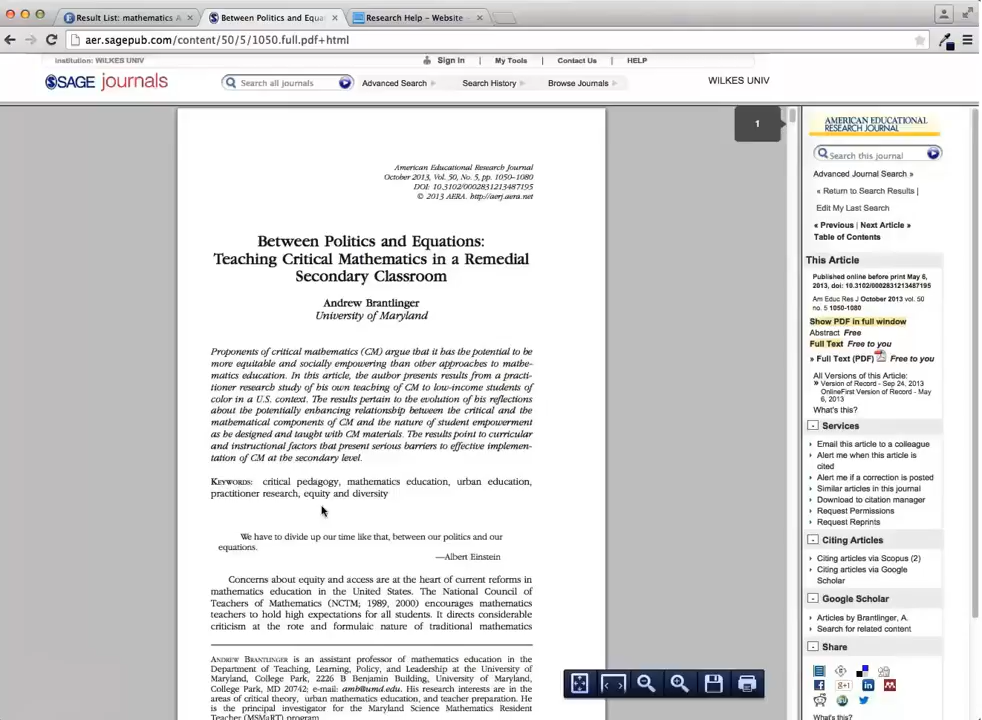 Result List: mathematics A
Between Politics and Equa
Research Help - Website
aer.sagepub.com/content/50/5/1050.full.pdf+html
Institution: WILKES UNIV
Sign In | My Tools | Contact Us | HELP
SAGE journals
Search all journals
Advanced Search
Search History
Browse Journals
WILKES UNIV
1
American Educational Research Journal
October 2013, Vol. 50, No. 5, pp. 1050–1080
DOI: 10.3102/0002831213487195
© 2013 AERA. http://aerj.aera.net
Between Politics and Equations:
Teaching Critical Mathematics in a Remedial
Secondary Classroom
Andrew Brantlinger
University of Maryland
Proponents of critical mathematics (CM) argue that it has the potential to be
more equitable and socially empowering than other approaches to mathe-
matics education. In this article, the author presents results from a practi-
tioner research study of his own teaching of CM to low-income students of
color in a U.S. context. The results pertain to the evolution of his reflections
about the potentially enhancing relationship between the critical and the
mathematical components of CM and the nature of student empowerment
as be designed and taught with CM materials. The results point to curricular
and instructional factors that present serious barriers to effective implemen-
tation of CM at the secondary level.
KEYWORDS: critical pedagogy, mathematics education, urban education,
practitioner research, equity and diversity
We have to divide up our time like that, between our politics and our
equations.
—Albert Einstein
Concerns about equity and access are at the heart of current reforms in
mathematics education in the United States. The National Council of
Teachers of Mathematics (NCTM; 1989, 2000) encourages mathematics
teachers to hold high expectations for all students. It directs considerable
criticism at the rote and formulaic nature of traditional mathematics
ANDREW BRANTLINGER is an assistant professor of mathematics education in the
Department of Teaching, Learning, Policy, and Leadership at the University of
Maryland, College Park, 2226 B Benjamin Building, University of Maryland,
College Park, MD 20742; e-mail: amb@umd.edu. His research interests are in the
areas of critical theory, urban mathematics education, and teacher preparation. He
is the principal investigator for the Maryland Science Mathematics Resident
Teacher (MSMaRT) program.
AMERICAN EDUCATIONAL
RESEARCH JOURNAL
Search this journal
Advanced Journal Search »
« Return to Search Results |
Edit My Last Search
« Previous | Next Article »
Table of Contents
This Article
Published online before print May 6,
2013, doi: 10.3102/0002831213487195
Am Educ Res J October 2013 vol. 50
no. 5 1050-1080
Show PDF in full window
Abstract Free
Full Text Free to you
» Full Text (PDF) Free to you
All Versions of this Article:
» Version of Record - Sep 24, 2013
OnlineFirst Version of Record - May
6, 2013
What's this?
- Services
Email this article to a colleague
Alert me when this article is
cited
Alert me if a correction is posted
Similar articles in this journal
Download to citation manager
Request Permissions
Request Reprints
- Citing Articles
Citing articles via Scopus (2)
Citing articles via Google
Scholar
- Google Scholar
Articles by Brantlinger, A.
Search for related content
- Share
What's this?